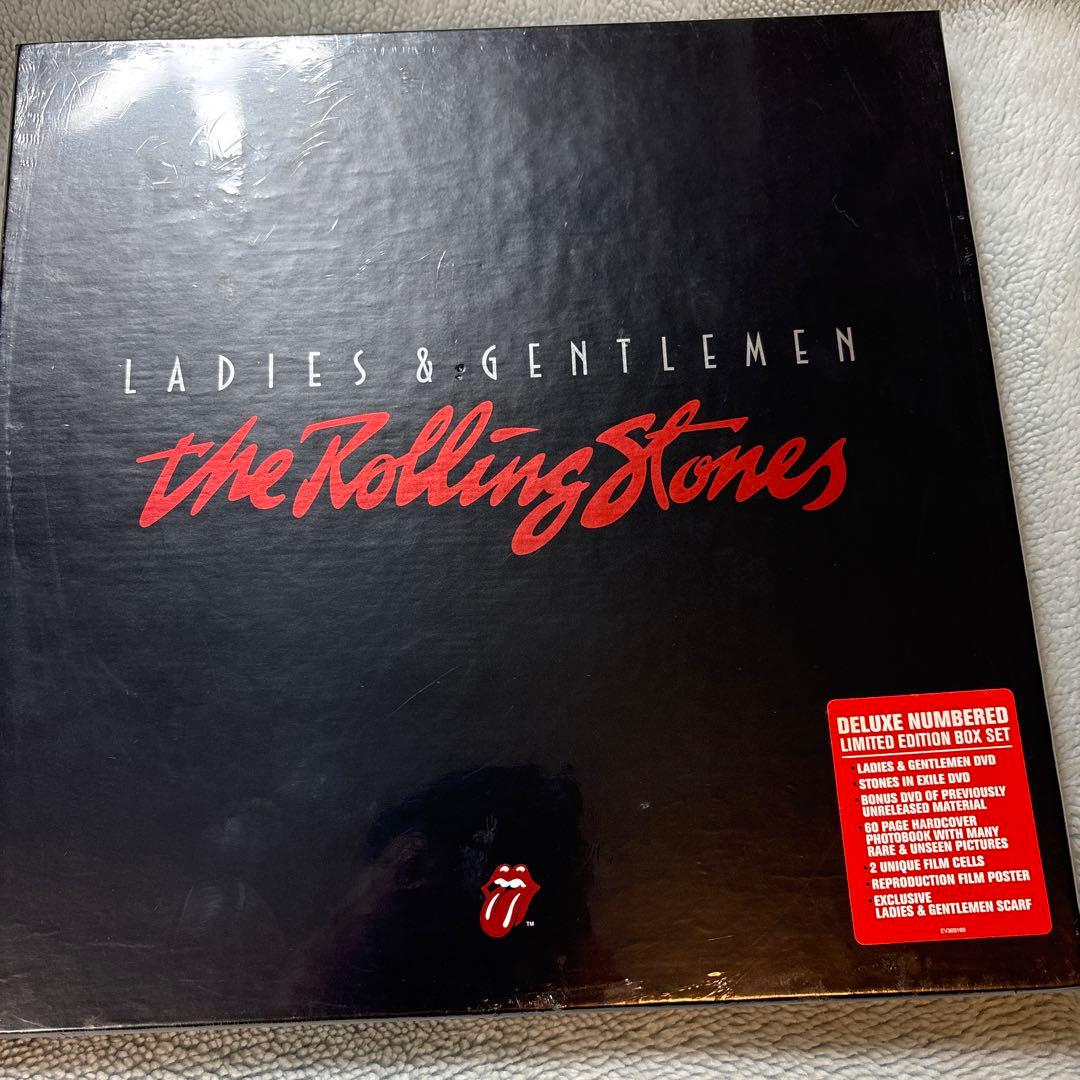 LADIES & GENTLEMEN
the Rolling Stones
DELUXE NUMBERED
LIMITED EDITION BOX SET
• LADIES & GENTLEMEN DVD
• STONES IN EXILE DVD
• BONUS DVD OF PREVIOUSLY
UNRELEASED MATERIAL
• 60 PAGE HARDCOVER
PHOTOBOOK WITH MANY
RARE & UNSEEN PICTURES
• 2 UNIQUE FILM CELLS
• REPRODUCTION FILM POSTER
• EXCLUSIVE
LADIES & GENTLEMEN SCARF
TM